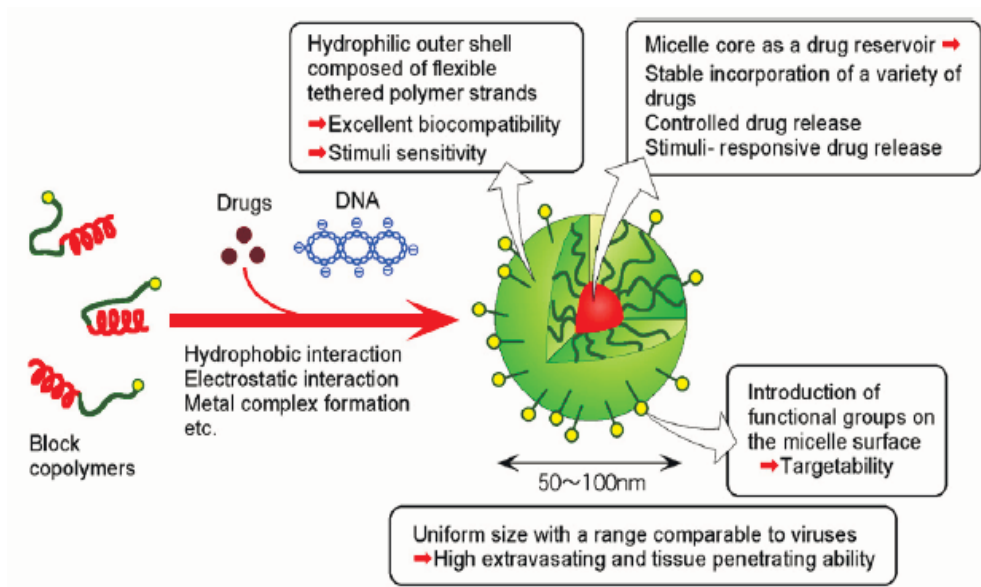 Hydrophilic outer shell
composed of flexible
tethered polymer strands
➡Excellent biocompatibility
➡Stimuli sensitivity
Micelle core as a drug reservoir ➡
Stable incorporation of a variety of
drugs
Controlled drug release
Stimuli- responsive drug release
Drugs
DNA
Hydrophobic interaction
Electrostatic interaction
Metal complex formation
etc.
Block
copolymers
Introduction of
functional groups on
the micelle surface
➡Targetability
50~100nm
Uniform size with a range comparable to viruses
➡High extravasating and tissue penetrating ability